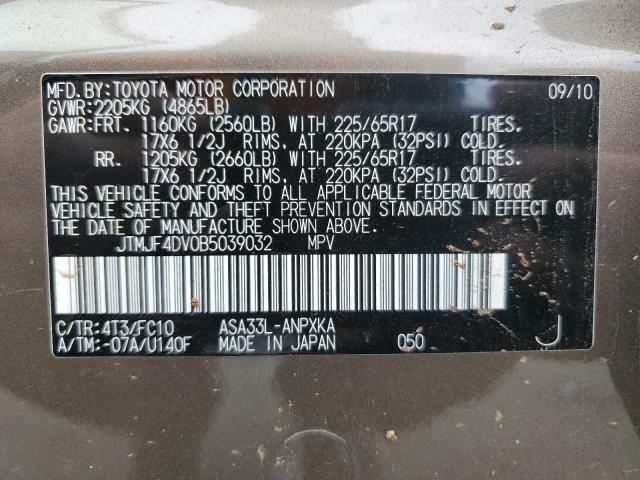 MFD. BY: TOYOTA MOTOR CORPORATION 09/10
GVWR: 2205KG (4865LB)
GAWR: FRT. 1160KG (2560LB) WITH 225/65R17 TIRES.
17X6 1/2J RIMS, AT 220KPA (32PSI) COLD.
RR. 1205KG (2660LB) WITH 225/65R17 TIRES.
17X6 1/2J RIMS, AT 220KPA (32PSI) COLD.
THIS VEHICLE CONFORMS TO ALL APPLICABLE FEDERAL MOTOR
VEHICLE SAFETY AND THEFT PREVENTION STANDARDS IN EFFECT ON
THE DATE OF MANUFACTURE SHOWN ABOVE.
JTMJF4DV0B5039032 MPV
C/TR: 4T3/FC10 ASA33L-ANPXKA
A/TM: -07A/U140F MADE IN JAPAN 050 J